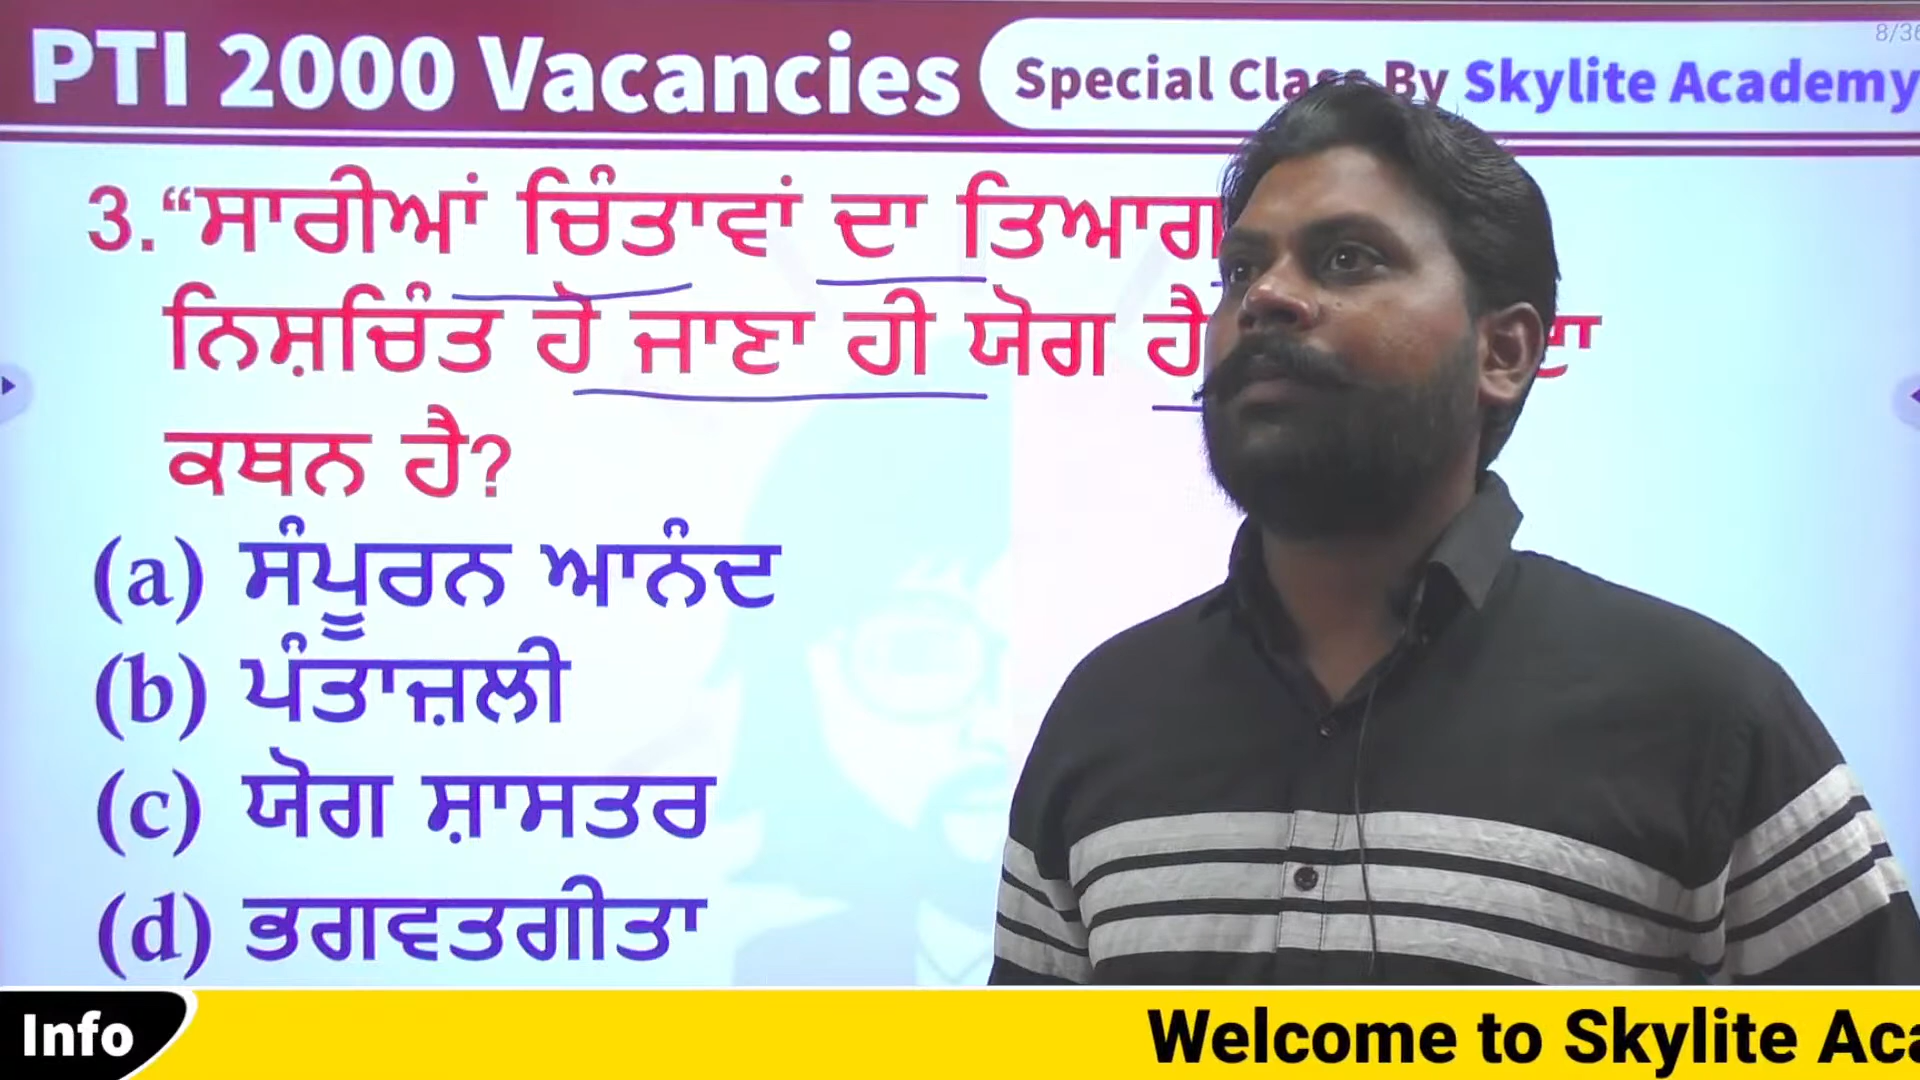 PTI 2000 Vacancies
Special Class By Skylite Academy
3. “ਸਾਰੀਆਂ ਚਿੰਤਾਵਾਂ ਦਾ ਤਿਆਗ
ਨਿਸ਼ਚਿੰਤ ਹੋ ਜਾਣਾ ਹੀ ਯੋਗ ਹੈ ਦਾ
ਕਥਨ ਹੈ?
(a) ਸੰਪੂਰਨ ਆਨੰਦ
(b) ਪੰਤਾਜ਼ਲੀ
(c) ਯੋਗ ਸ਼ਾਸਤਰ
(d) ਭਗਵਤਗੀਤਾ
Info
Welcome to Skylite Aca